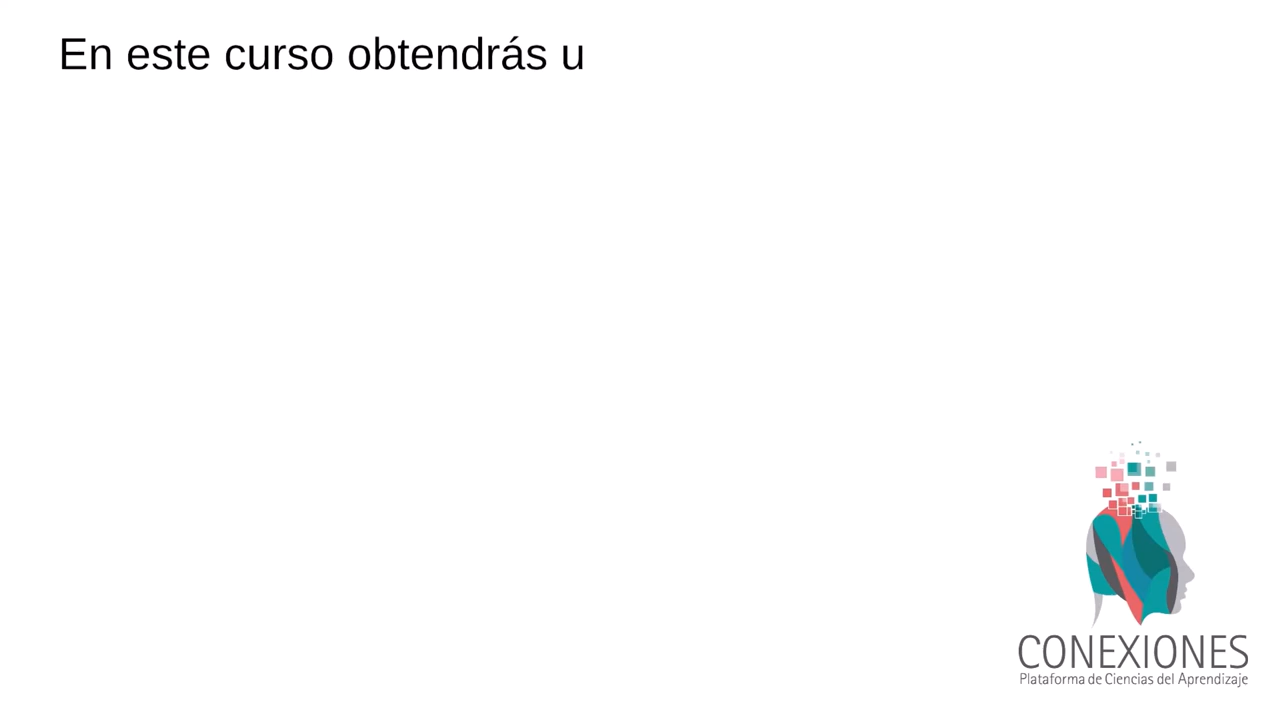 En este curso obtendrás u
CONEXIONES
Plataforma de Ciencias del Aprendizaje